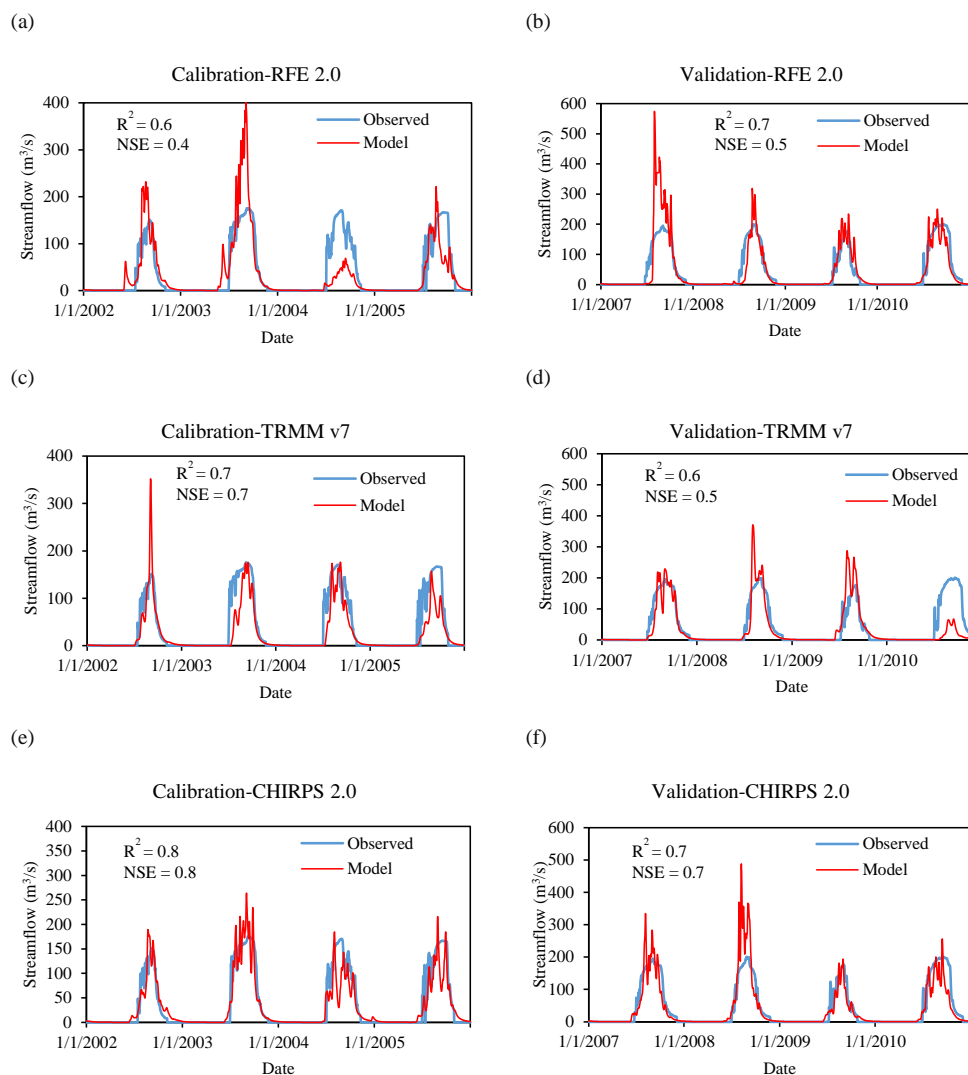 (a)
(b)
Calibration-RFE 2.0
Validation-RFE 2.0
400
300
200
100
0
Streamflow (m³/s)
R² = 0.6
NSE = 0.4
Observed
Model
1/1/2002 1/1/2003 1/1/2004 1/1/2005
Date
600
500
400
300
200
100
0
Streamflow (m³/s)
R² = 0.7
NSE = 0.5
Observed
Model
1/1/2007 1/1/2008 1/1/2009 1/1/2010
Date
(c)
(d)
Calibration-TRMM v7
Validation-TRMM v7
400
300
200
100
0
Streamflow (m³/s)
R² = 0.7
NSE = 0.7
Observed
Model
1/1/2002 1/1/2003 1/1/2004 1/1/2005
Date
600
500
400
300
200
100
0
Streamflow (m³/s)
R² = 0.6
NSE = 0.5
Observed
Model
1/1/2007 1/1/2008 1/1/2009 1/1/2010
Date
(e)
(f)
Calibration-CHIRPS 2.0
Validation-CHIRPS 2.0
400
350
300
250
200
150
100
50
0
Streamflow (m³/s)
R² = 0.8
NSE = 0.8
Observed
Model
1/1/2002 1/1/2003 1/1/2004 1/1/2005
Date
600
500
400
300
200
100
0
Streamflow (m³/s)
R² = 0.7
NSE = 0.7
Observed
Model
1/1/2007 1/1/2008 1/1/2009 1/1/2010
Date